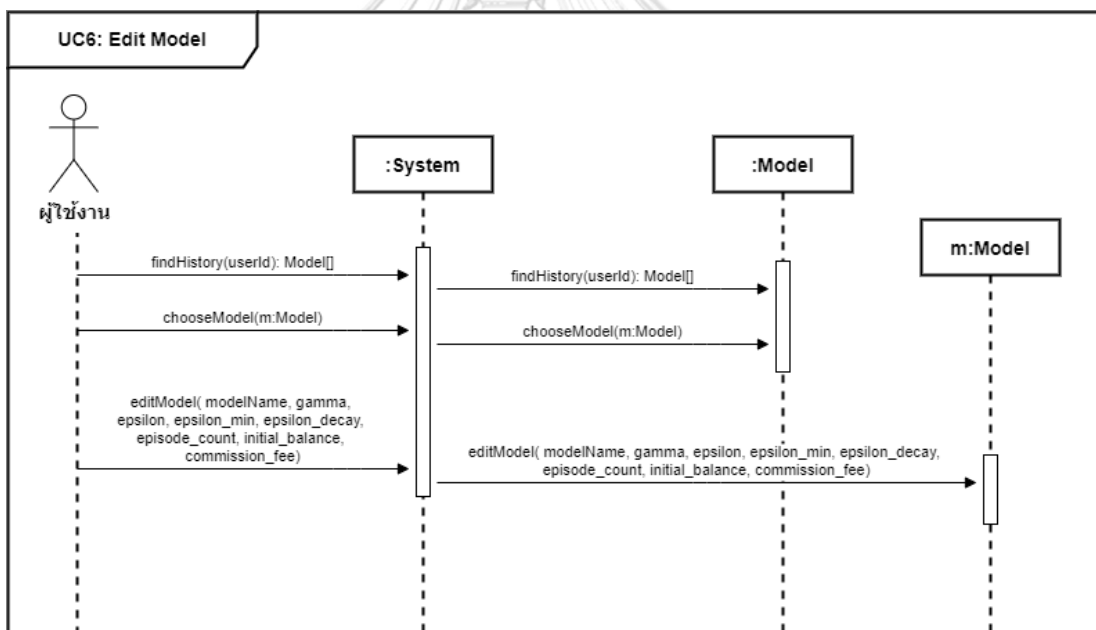 UC6: Edit Model
:System
:Model
ผู้ใช้งาน
m:Model
findHistory(userId): Model[]
findHistory(userId): Model[]
chooseModel(m:Model)
chooseModel(m:Model)
editModel( modelName, gamma,
epsilon, epsilon_min, epsilon_decay,
episode_count, initial_balance,
commission_fee)
editModel( modelName, gamma, epsilon, epsilon_min, epsilon_decay,
episode_count, initial_balance, commission_fee)